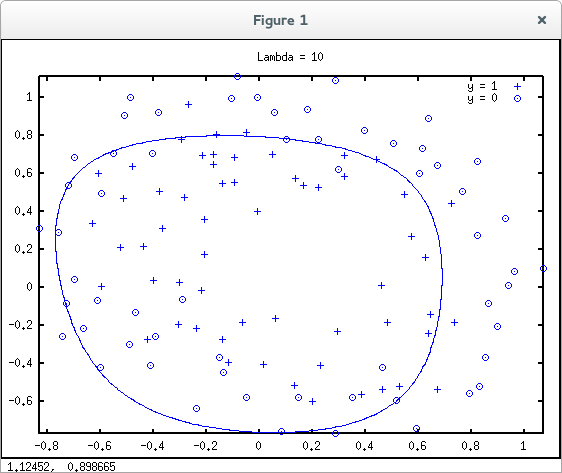 Figure 1
×
Lambda = 10
y = 1 +
y = 0 o
1
0.8
0.6
0.4
0.2
0
-0.2
-0.4
-0.6
-0.8 -0.6 -0.4 -0.2 0 0.2 0.4 0.6 0.8 1
1.12452, 0.898665